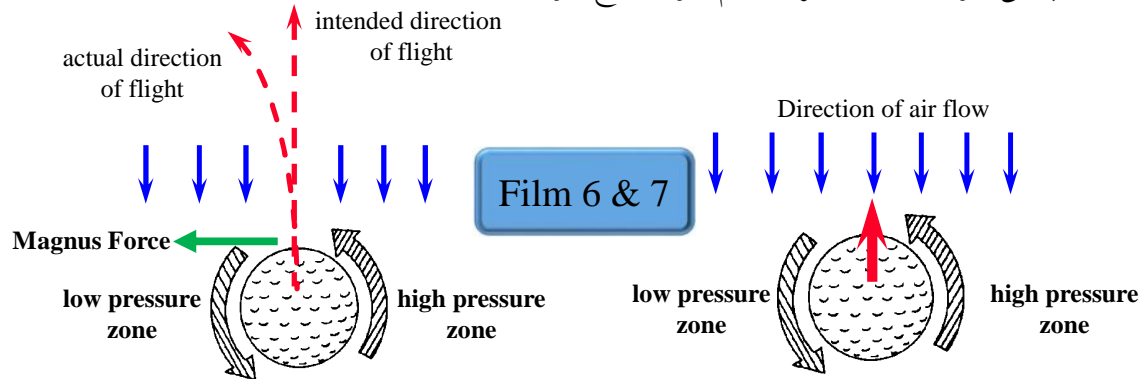 intended direction
of flight
actual direction
of flight
Direction of air flow
Film 6 & 7
Magnus Force
low pressure
zone
high pressure
zone
low pressure
zone
high pressure
zone